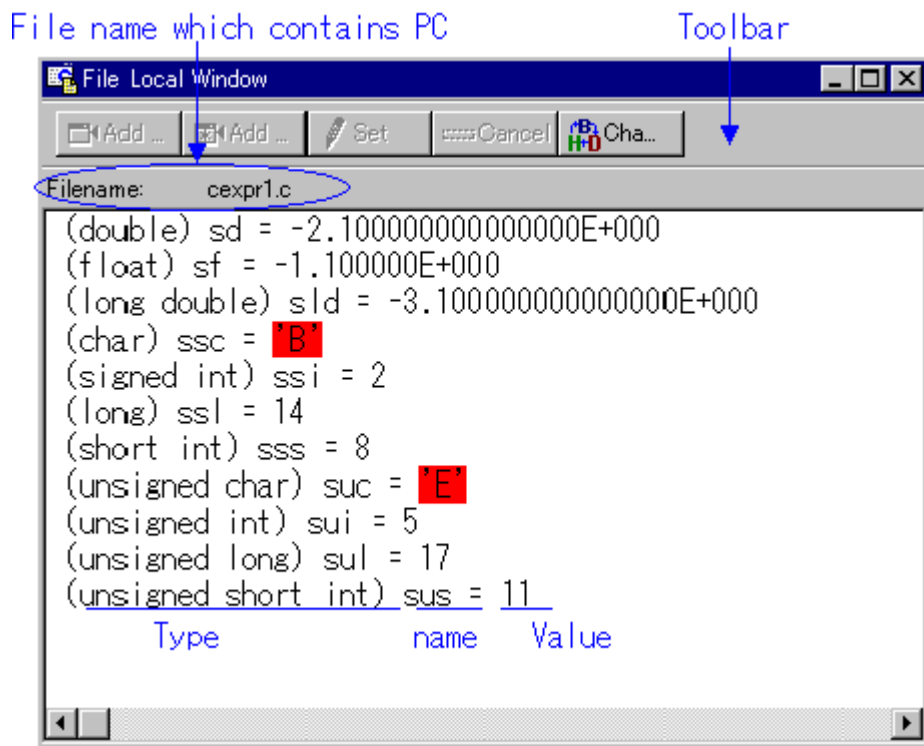 File name which contains PC Toolbar
File Local Window
Add ... Add ... Set Cancel Cha...
Filename: cexpr1.c
(double) sd = -2.100000000000000E+000
(float) sf = -1.100000E+000
(long double) sld = -3.100000000000000E+000
(char) ssc = 'B'
(signed int) ssi = 2
(long) ssl = 14
(short int) sss = 8
(unsigned char) suc = 'E'
(unsigned int) sui = 5
(unsigned long) sul = 17
(unsigned short int) sus = 11
Type name Value